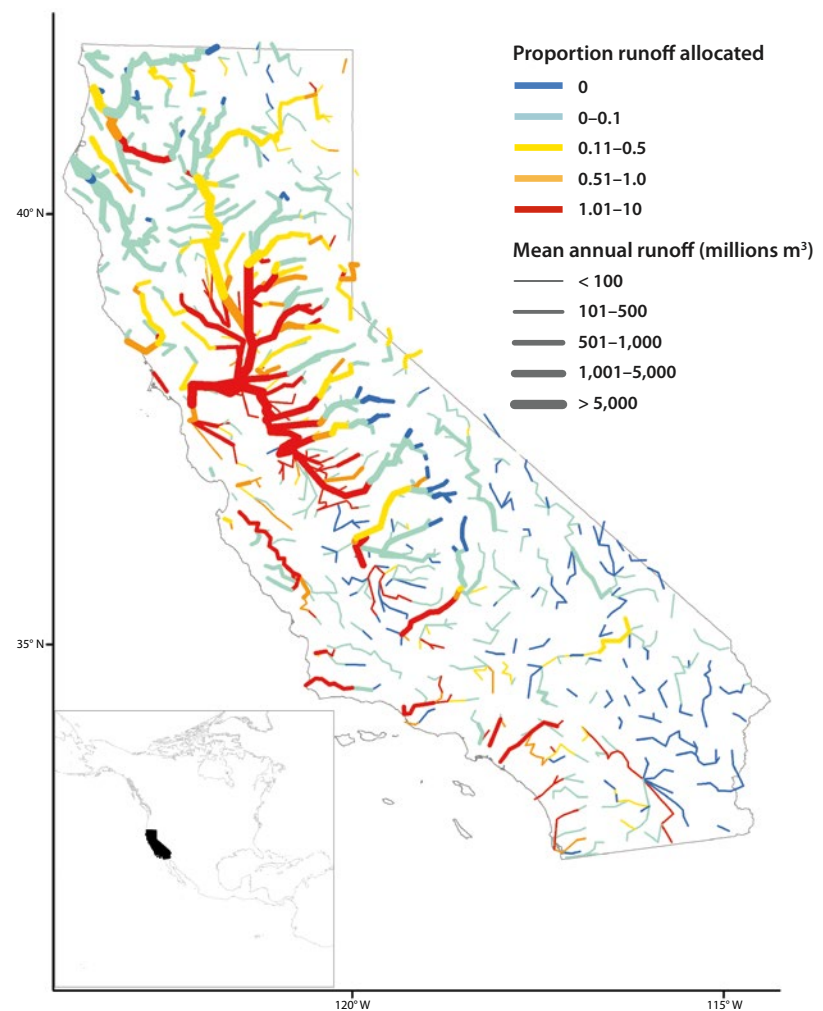 Proportion runoff allocated
0
0–0.1
0.11–0.5
0.51–1.0
1.01–10
Mean annual runoff (millions m³)
< 100
101–500
501–1,000
1,001–5,000
> 5,000
40° N
35° N
120° W
115° W